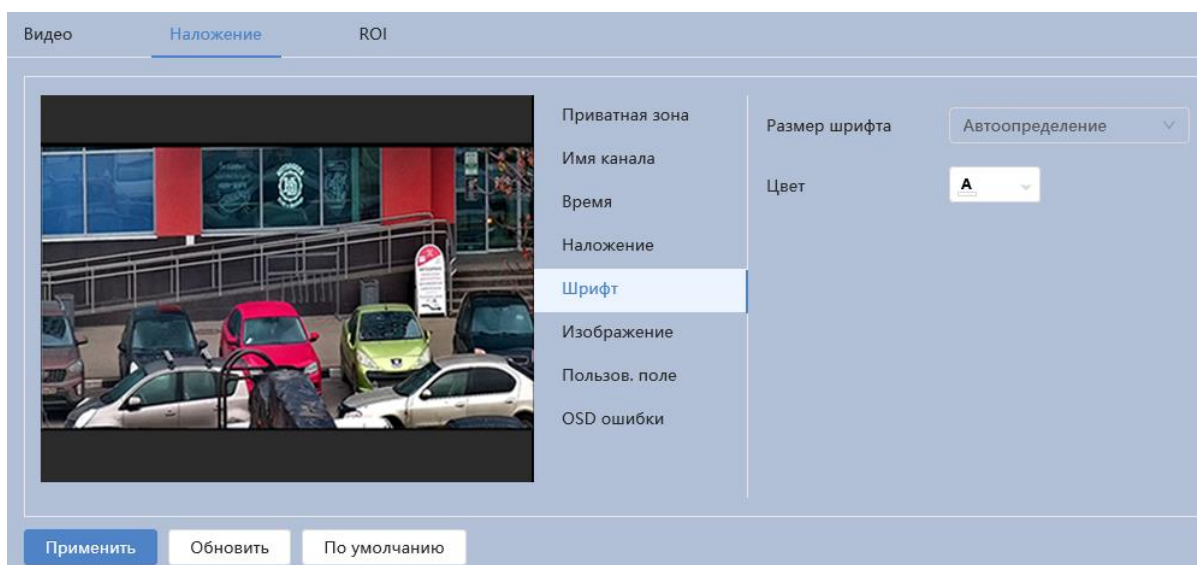 Видео Наложение ROI
Приватная зона
Имя канала
Время
Наложение
Шрифт
Изображение
Пользов. поле
OSD ошибки
Размер шрифта Автоопределение
Цвет A
Применить Обновить По умолчанию